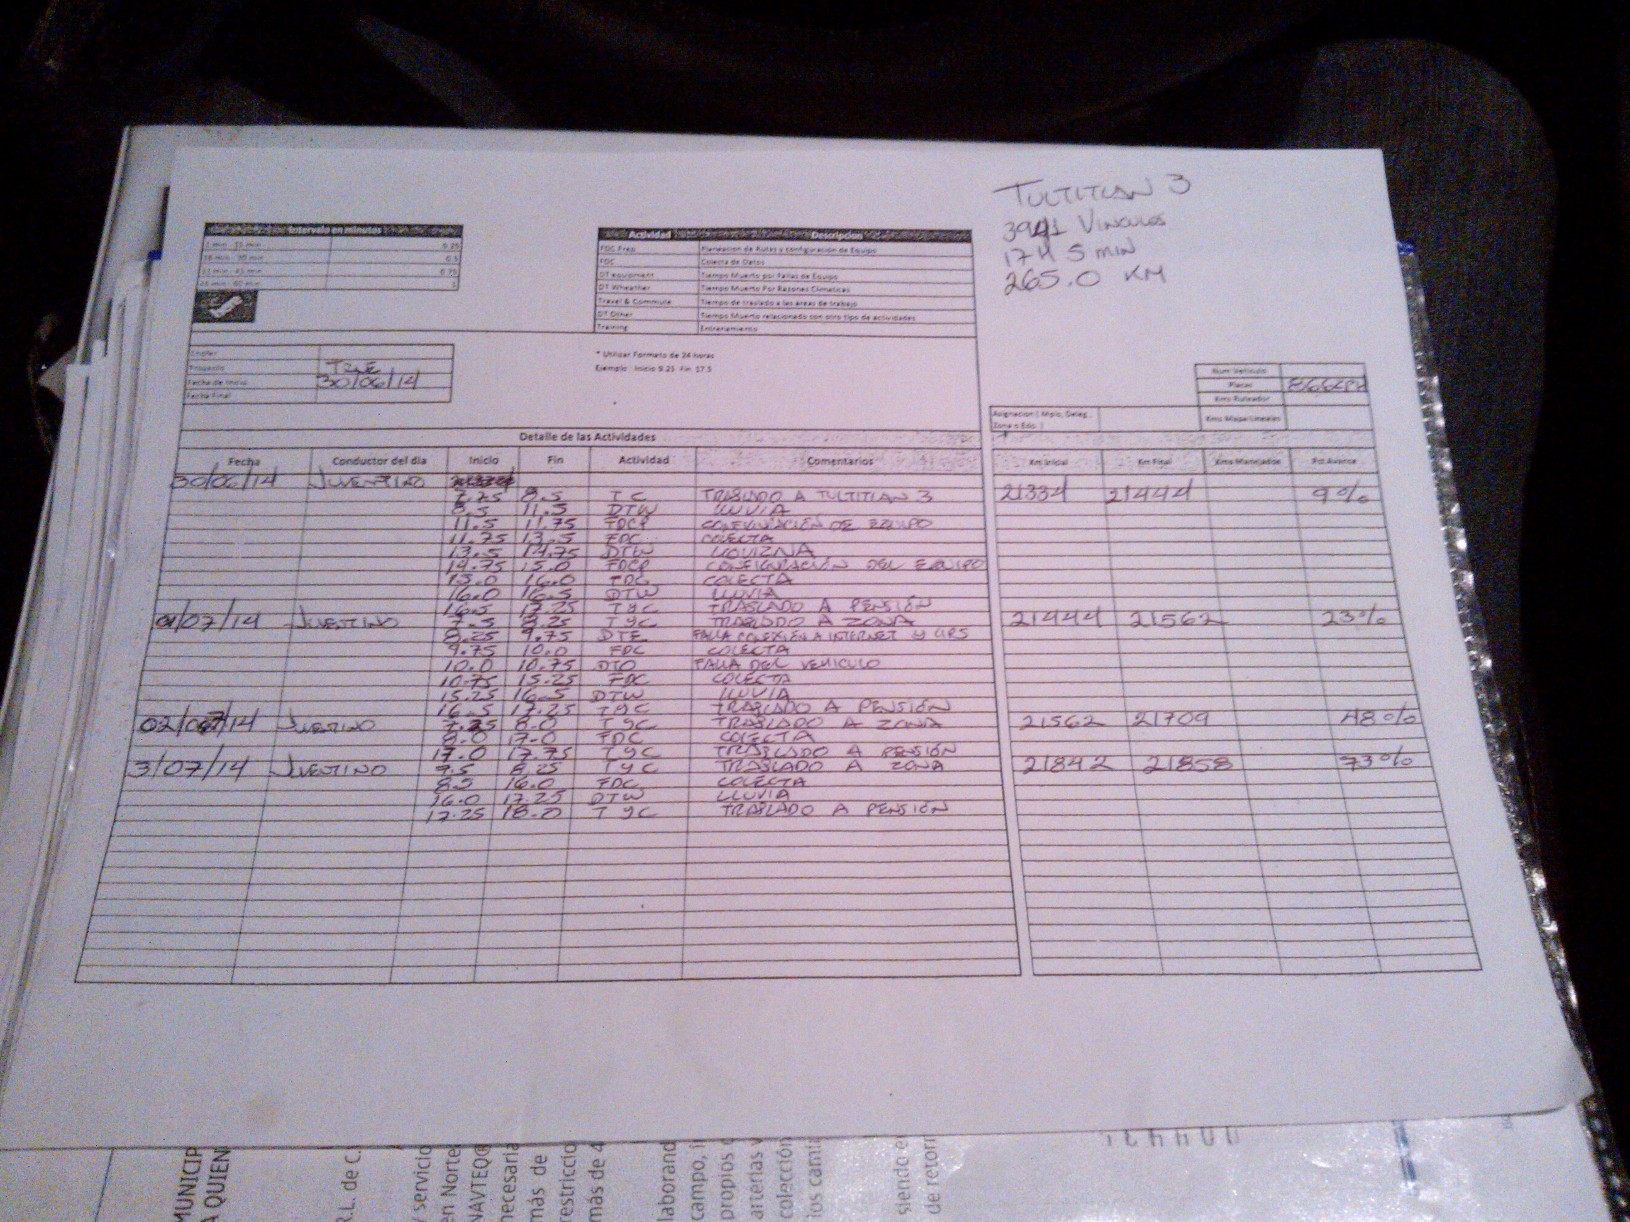 TULTITLAN 3
3941 VINCULOS
17 H 5 MIN
265.0 KM
Intervalo en minutos
1 min - 15 min 0.25
16 min - 30 min 0.5
31 min - 45 min 0.75
46 min - 60 min 1
Actividad Descripcion
FDC Prep Planeacion de Rutas y configuración de Equipo
FDC Colecta de Datos
DT equipment Tiempo Muerto por Fallas de Equipo
DT Wheather Tiempo Muerto Por Razones Climaticas
Travel & Commute Tiempo de traslado a las areas de trabajo
DT Other Tiempo Muerto relacionado con otro tipo de actividades
Training Entrenamiento
* Utilizar Formato de 24 horas
Ejemplo Inicio 9.25 Fin 17.5
Chofer
Proyecto
Fecha de Inicio 30/06/14
Fecha Final
Num Vehiculo
Placas
Kms Ruteador
Asignacion ( Mpio, Deleg, Zona o Edo. ) Kms Mapa Lineales
Detalle de las Actividades
Fecha Conductor del dia Inicio Fin Actividad Comentarios Km Inicial Km Final Kms Manejados Pct Avance
30/06/14 JUVENTINO
7.75 8.5 T C TRASLADO A TULTITLAN 3 21334 21444 9%
8.5 11.5 DTW LLUVIA
11.5 11.75 FDCP CONFIGURACIÓN DE EQUIPO
11.75 13.5 FDC COLECTA
13.5 14.75 DTW LLOVIZNA
14.75 15.0 FDCP CONFIGURACIÓN DEL EQUIPO
15.0 16.0 FDC COLECTA
16.0 16.5 DTW LLUVIA
16.5 17.25 TYC TRASLADO A PENSIÓN
01/07/14 JUVENTINO 7.5 8.25 TYC TRASLADO A ZONA 21444 21562 23%
8.25 9.75 DTE FALLA CONEXIÓN A INTERNET Y GPS
9.75 10.0 FDC COLECTA
10.0 10.75 DTO FALLA DEL VEHICULO
10.75 15.25 FDC COLECTA
15.25 16.5 DTW LLUVIA
16.5 17.25 TYC TRASLADO A PENSIÓN
02/07/14 JUVETINO 8.0 TYC TRASLADO A ZONA 21562 21709 48%
8.0 17.0 FDC COLECTA
17.0 17.75 TYC TRASLADO A PENSIÓN
3/07/14 JUVENTINO 7.5 8.25 TYC TRASLADO A ZONA 21842 21858 73%
16.0 FDC COLECTA
16.0 17.25 DTW LLUVIA
17.25 18.0 TYC TRASLADO A PENSIÓN
MUNICIP
A QUIEN
R.L. de C.
y servicio
en Norte
NAVTEQ®
necesaria
más de
restriccio
más de 4
laborand
campo, i
propios
arterias v
colección
los cami
siendo e
de retor